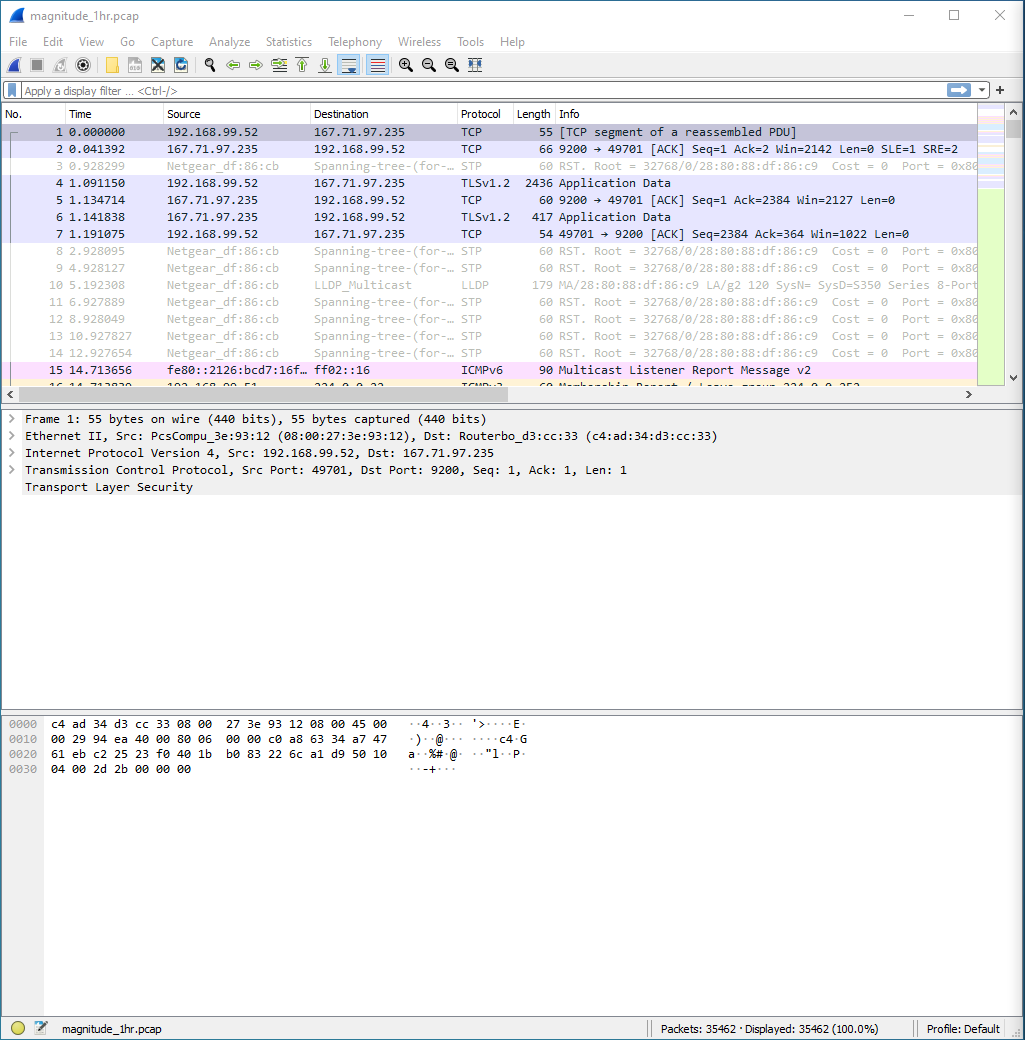 magnitude_1hr.pcap
File Edit View Go Capture Analyze Statistics Telephony Wireless Tools Help
Apply a display filter ... <Ctrl-/>
No. Time Source Destination Protocol Length Info
1 0.000000 192.168.99.52 167.71.97.235 TCP 55 [TCP segment of a reassembled PDU]
2 0.041392 167.71.97.235 192.168.99.52 TCP 66 9200 → 49701 [ACK] Seq=1 Ack=2 Win=2142 Len=0 SLE=1 SRE=2
3 0.928299 Netgear_df:86:cb Spanning-tree-(for-… STP 60 RST. Root = 32768/0/28:80:88:df:86:c9 Cost = 0 Port = 0x80
4 1.091150 192.168.99.52 167.71.97.235 TLSv1.2 2436 Application Data
5 1.134714 167.71.97.235 192.168.99.52 TCP 60 9200 → 49701 [ACK] Seq=1 Ack=2384 Win=2127 Len=0
6 1.141838 167.71.97.235 192.168.99.52 TLSv1.2 417 Application Data
7 1.191075 192.168.99.52 167.71.97.235 TCP 54 49701 → 9200 [ACK] Seq=2384 Ack=364 Win=1022 Len=0
8 2.928095 Netgear_df:86:cb Spanning-tree-(for-… STP 60 RST. Root = 32768/0/28:80:88:df:86:c9 Cost = 0 Port = 0x80
9 4.928127 Netgear_df:86:cb Spanning-tree-(for-… STP 60 RST. Root = 32768/0/28:80:88:df:86:c9 Cost = 0 Port = 0x80
10 5.192308 Netgear_df:86:cb LLDP_Multicast LLDP 179 MA/28:80:88:df:86:c9 LA/g2 120 SysN= SysD=S350 Series 8-Port
11 6.927889 Netgear_df:86:cb Spanning-tree-(for-… STP 60 RST. Root = 32768/0/28:80:88:df:86:c9 Cost = 0 Port = 0x80
12 8.928049 Netgear_df:86:cb Spanning-tree-(for-… STP 60 RST. Root = 32768/0/28:80:88:df:86:c9 Cost = 0 Port = 0x80
13 10.927827 Netgear_df:86:cb Spanning-tree-(for-… STP 60 RST. Root = 32768/0/28:80:88:df:86:c9 Cost = 0 Port = 0x80
14 12.927654 Netgear_df:86:cb Spanning-tree-(for-… STP 60 RST. Root = 32768/0/28:80:88:df:86:c9 Cost = 0 Port = 0x80
15 14.713656 fe80::2126:bcd7:16f… ff02::16 ICMPv6 90 Multicast Listener Report Message v2
Frame 1: 55 bytes on wire (440 bits), 55 bytes captured (440 bits)
Ethernet II, Src: PcsCompu_3e:93:12 (08:00:27:3e:93:12), Dst: Routerbo_d3:cc:33 (c4:ad:34:d3:cc:33)
Internet Protocol Version 4, Src: 192.168.99.52, Dst: 167.71.97.235
Transmission Control Protocol, Src Port: 49701, Dst Port: 9200, Seq: 1, Ack: 1, Len: 1
Transport Layer Security
0000 c4 ad 34 d3 cc 33 08 00 27 3e 93 12 08 00 45 00 ··4··3·· '>····E·
0010 00 29 94 ea 40 00 80 06 00 00 c0 a8 63 34 a7 47 ·)··@··· ····c4·G
0020 61 eb c2 25 23 f0 40 1b b0 83 22 6c a1 d9 50 10 a··%#·@· ··"l··P·
0030 04 00 2d 2b 00 00 00 ··-+···
magnitude_1hr.pcap Packets: 35462 · Displayed: 35462 (100.0%) Profile: Default